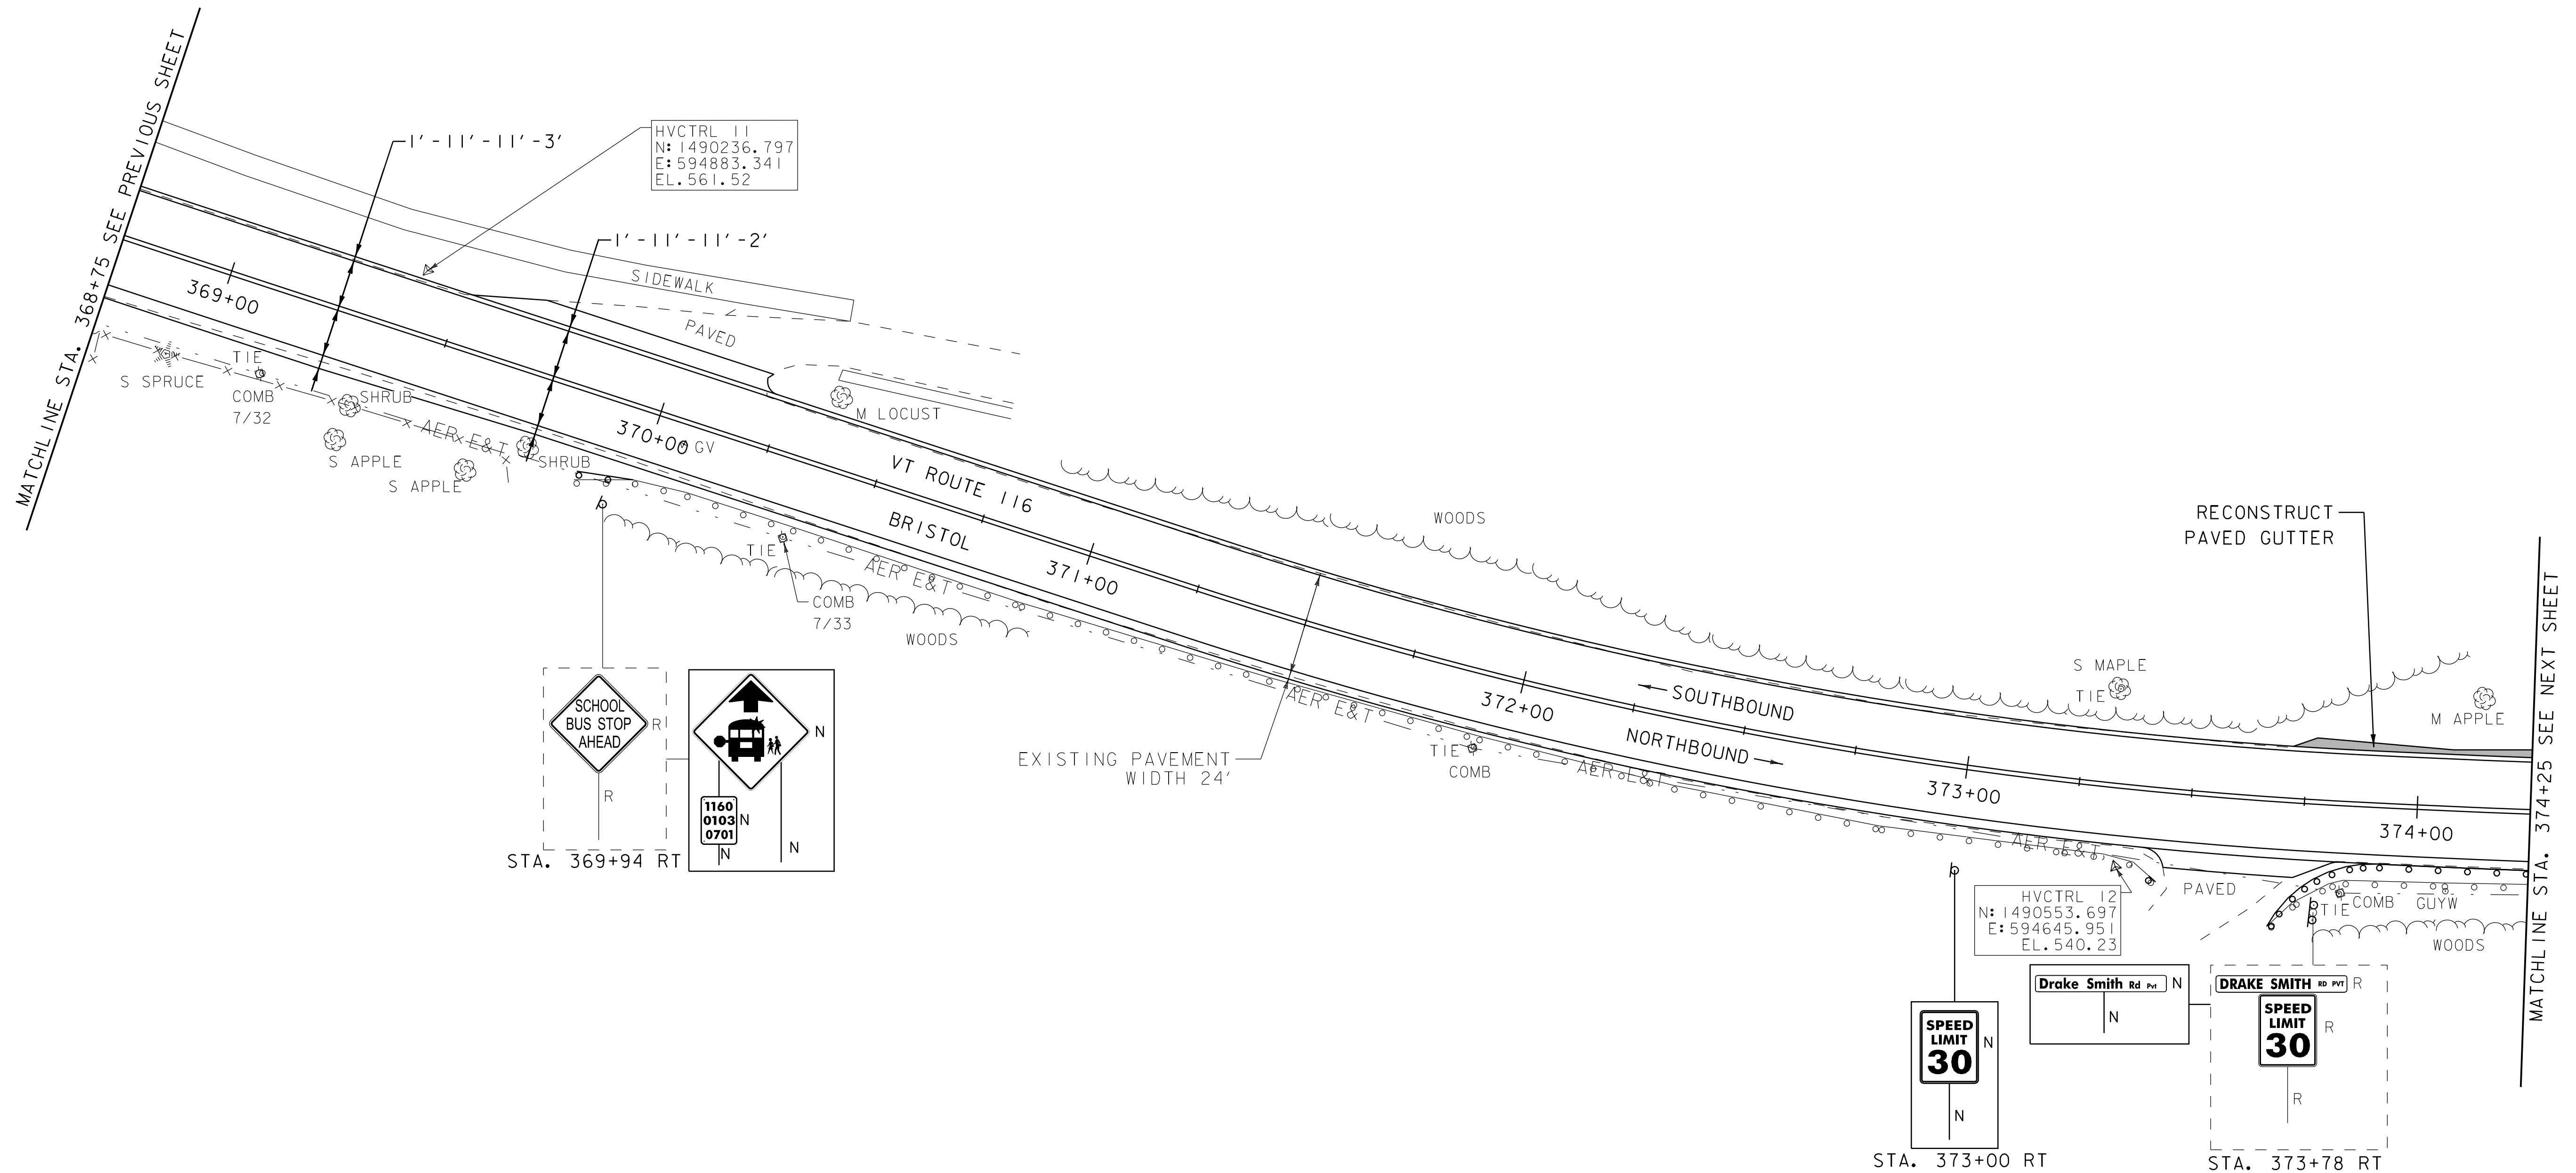 MATCHLINE STA. 368+75 SEE PREVIOUS SHEET
1'-11'-11'-3'
HVCTRL 11
N:1490236.797
E:594883.341
EL.561.52
1'-11'-11'-2'
SIDEWALK
PAVED
369+00
TIE
S SPRUCE
COMB
7/32
SHRUB
AER E&T
S APPLE
S APPLE
SHRUB
370+00
GV
M LOCUST
VT ROUTE 116
BRISTOL
371+00
TIE
AER E&T
COMB
7/33
WOODS
WOODS
AER E&T
372+00
SOUTHBOUND
NORTHBOUND
EXISTING PAVEMENT
WIDTH 24'
TIE
COMB
AER E&T
373+00
S MAPLE
TIE
RECONSTRUCT
PAVED GUTTER
M APPLE
374+00
AER E&T
PAVED
TIE
COMB
GUYW
WOODS
MATCHLINE STA. 374+25 SEE NEXT SHEET
SCHOOL
BUS STOP
AHEAD
R
R
STA. 369+94 RT
N
1160
0103
0701
N
N
N
HVCTRL 12
N:1490553.697
E:594645.951
EL.540.23
SPEED
LIMIT
30
N
N
STA. 373+00 RT
Drake Smith Rd Pvt
N
N
DRAKE SMITH RD PVT
R
SPEED
LIMIT
30
R
R
STA. 373+78 RT